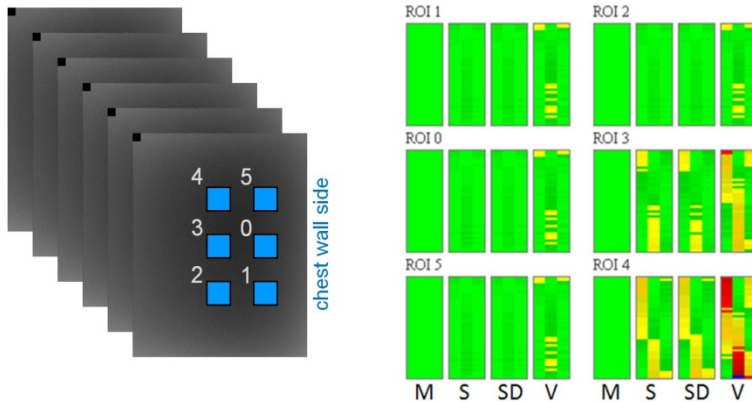 4 5
3 0
2 1
chest wall side
ROI 1
ROI 2
ROI 0
ROI 3
ROI 5
ROI 4
M S SD V
M S SD V